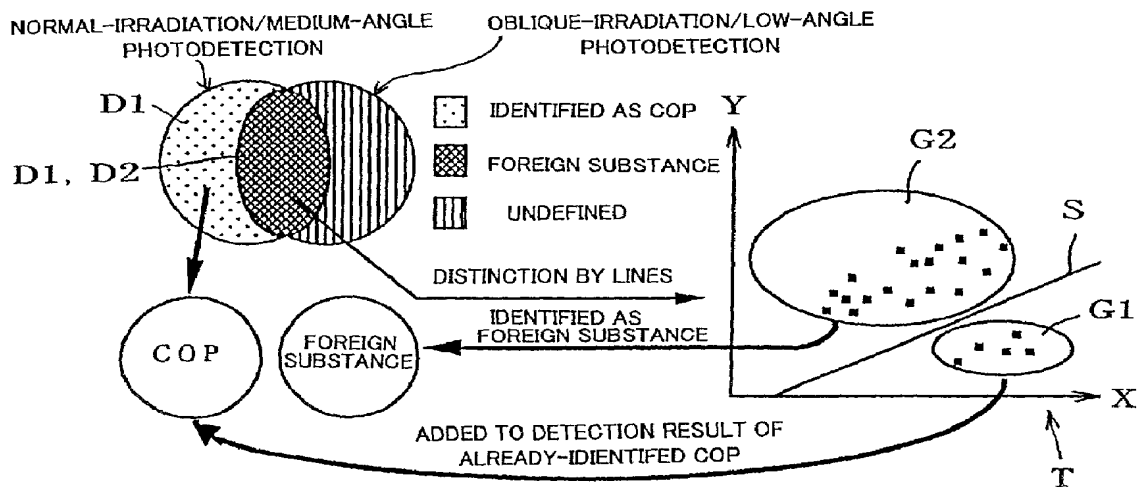 NORMAL-IRRADIATION/MEDIUM-ANGLE
PHOTODETECTION
OBLIQUE-IRRADIATION/LOW-ANGLE
PHOTODETECTION
D1
D1, D2
IDENTIFIED AS COP
FOREIGN SUBSTANCE
UNDEFINED
Y
G2
S
DISTINCTION BY LINES
IDENTIFIED AS
FOREIGN SUBSTANCE
G1
COP
FOREIGN
SUBSTANCE
X
ADDED TO DETECTION RESULT OF
ALREADY-IDIENTIFED COP
T